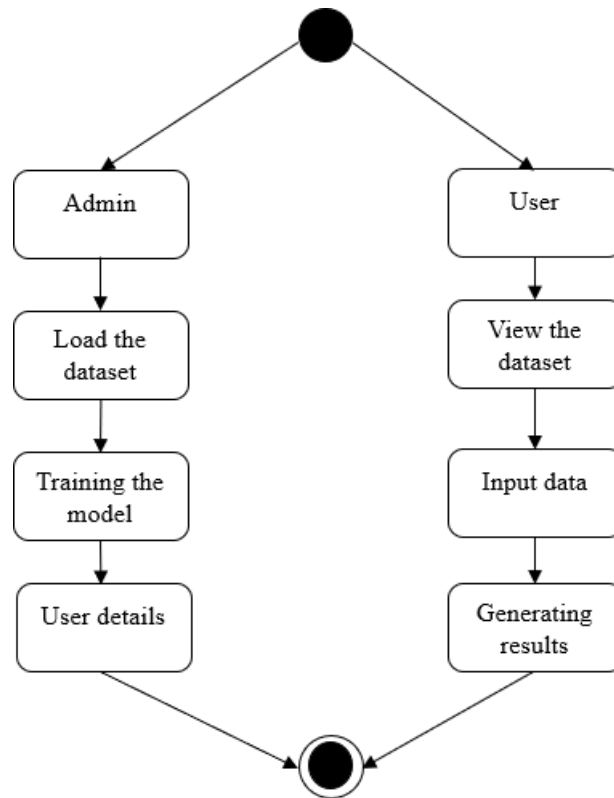 Admin
User
Load the
dataset
View the
dataset
Training the
model
Input data
User details
Generating
results